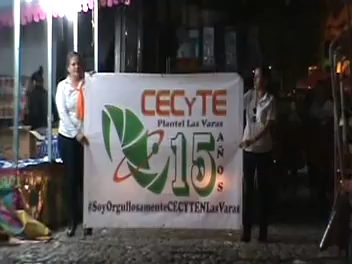 CECyTE
Plantel Las Varas
15
AÑOS
#SoyOrgullosamenteCECYTENLasVaras